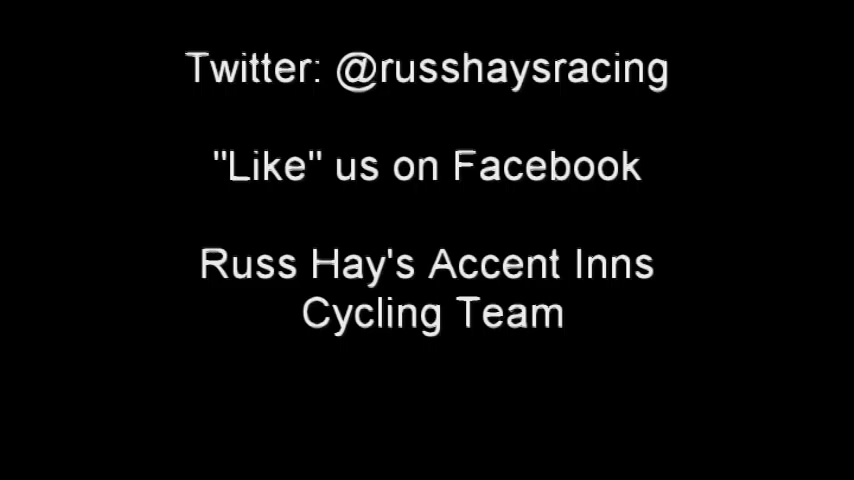 Twitter: @russhaysracing
"Like" us on Facebook
Russ Hay's Accent Inns
Cycling Team